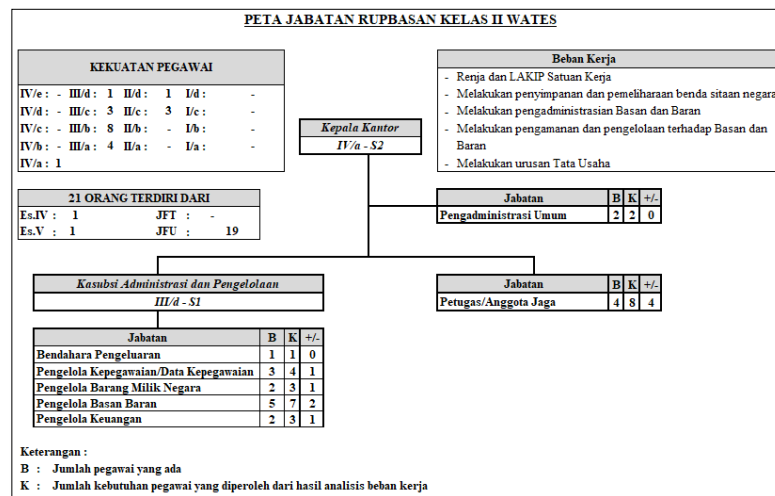 PETA JABATAN RUPBASAN KELAS II WATES
KEKUATAN PEGAWAI
IV/e : - III/d : 1 II/d : 1 I/d : -
IV/d : - III/c : 3 II/c : 3 I/c : -
IV/c : - III/b : 8 II/b : - I/b : -
IV/b : - III/a : 4 II/a : - I/a : -
IV/a : 1
Beban Kerja
- Renja dan LAKIP Satuan Kerja
- Melakukan penyimpanan dan pemeliharaan benda sitaan negara
- Melakukan pengadministrasian Basan dan Baran
- Melakukan pengamanan dan pengelolaan terhadap Basan dan
Baran
- Melakukan urusan Tata Usaha
Kepala Kantor
IV/a - S2
21 ORANG TERDIRI DARI
Es.IV : 1 JFT : -
Es.V : 1 JFU : 19
Jabatan B K +/-
Pengadministrasi Umum 2 2 0
Kasubsi Administrasi dan Pengelolaan
III/d - S1
Jabatan B K +/-
Petugas/Anggota Jaga 4 8 4
Jabatan B K +/-
Bendahara Pengeluaran 1 1 0
Pengelola Kepegawaian/Data Kepegawaian 3 4 1
Pengelola Barang Milik Negara 2 3 1
Pengelola Basan Baran 5 7 2
Pengelola Keuangan 2 3 1
Keterangan :
B : Jumlah pegawai yang ada
K : Jumlah kebutuhan pegawai yang diperoleh dari hasil analisis beban kerja